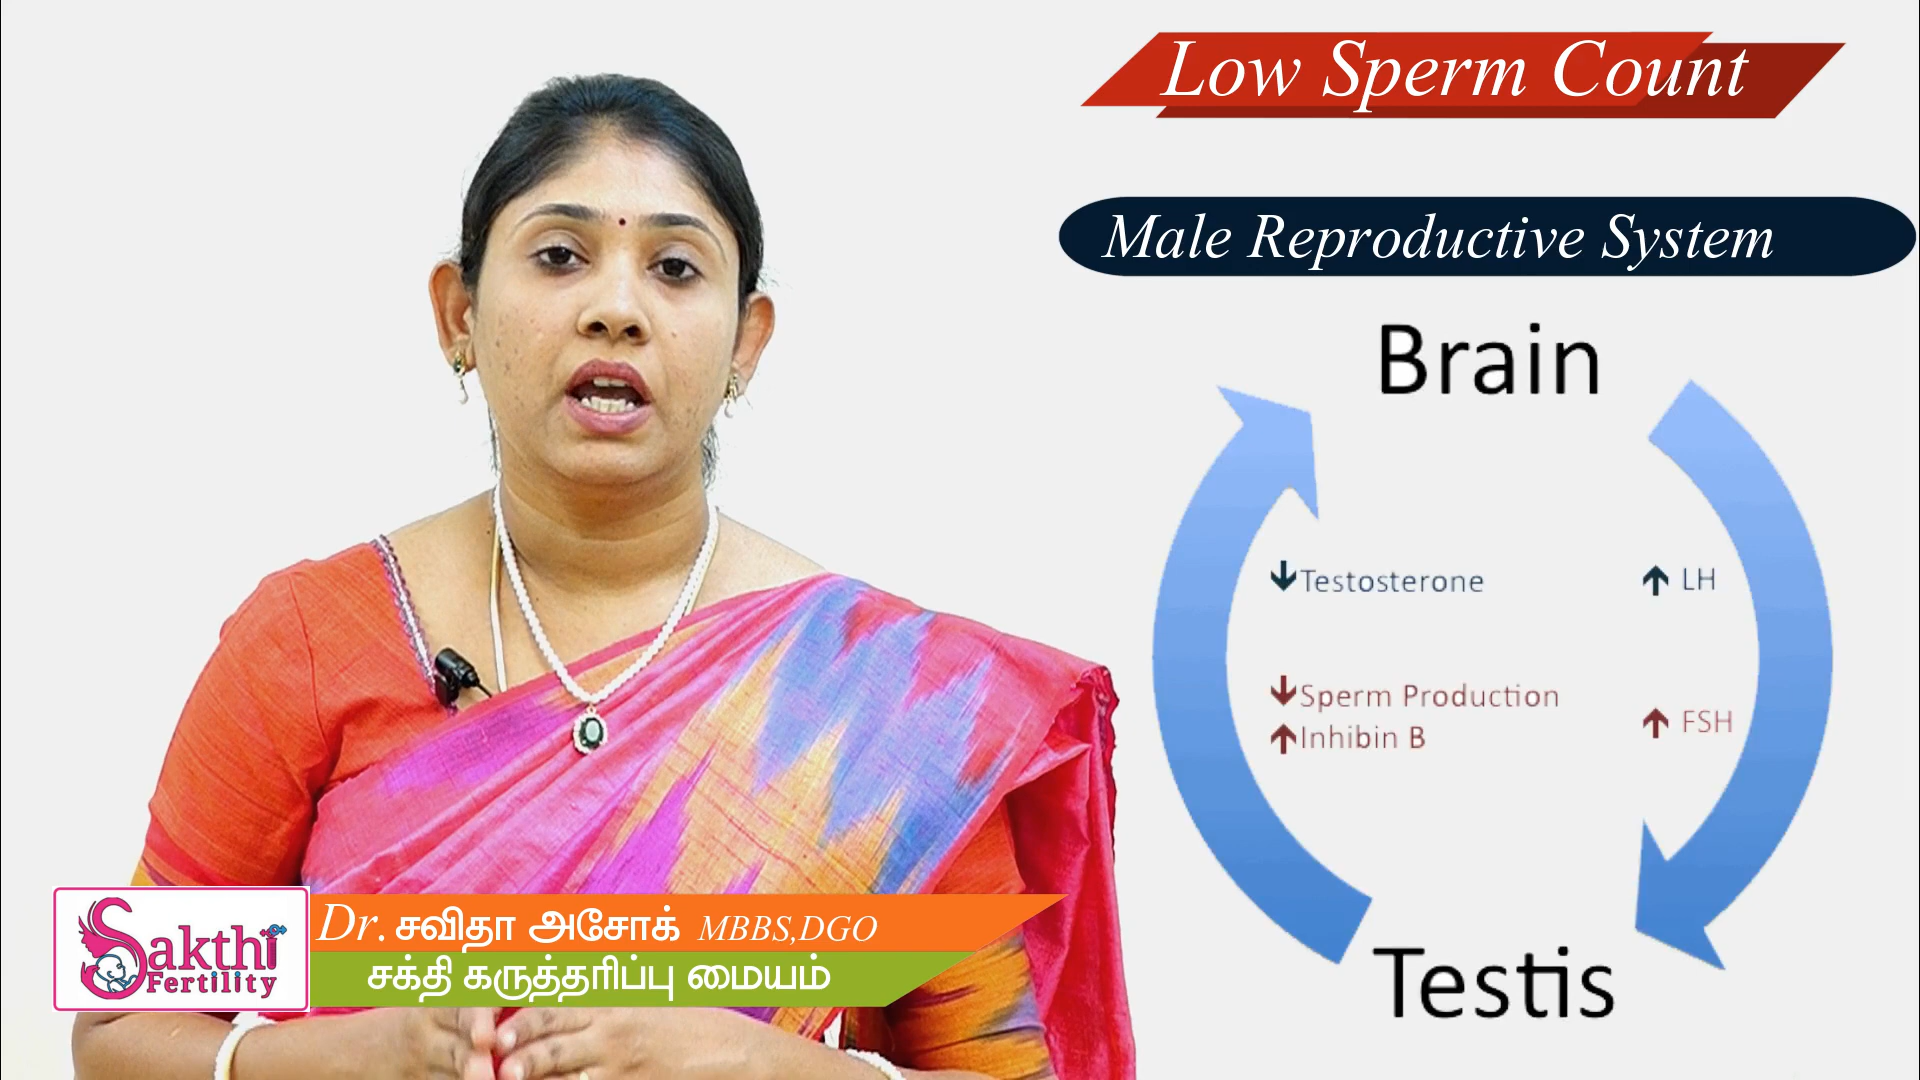 Low Sperm Count
Male Reproductive System
Brain
↓Testosterone
↑ LH
↓Sperm Production
↑Inhibin B
↑ FSH
Testis
Sakthi
Fertility
Dr. சவிதா அசோக் MBBS,DGO
சக்தி கருத்தரிப்பு மையம்